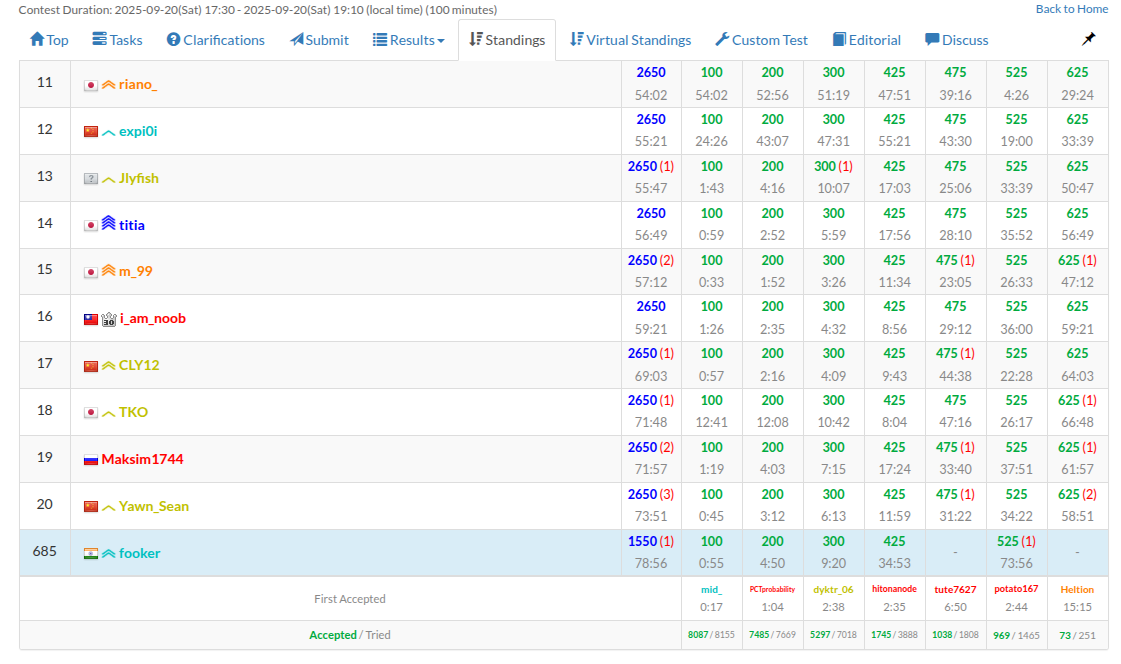 Contest Duration: 2025-09-20(Sat) 17:30 - 2025-09-20(Sat) 19:10 (local time) (100 minutes) Back to Home
Top Tasks Clarifications Submit Results Standings Virtual Standings Custom Test Editorial Discuss
11 riano_ 2650 100 200 300 425 475 525 625
54:02 54:02 52:56 51:19 47:51 39:16 4:26 29:24
12 expi0i 2650 100 200 300 425 475 525 625
55:21 24:26 43:07 47:31 55:21 43:30 19:00 33:39
13 Jlyfish 2650 (1) 100 200 300 (1) 425 475 525 625
55:47 1:43 4:16 10:07 17:03 25:06 33:39 50:47
14 titia 2650 100 200 300 425 475 525 625
56:49 0:59 2:52 5:59 17:56 28:10 35:52 56:49
15 m_99 2650 (2) 100 200 300 425 475 (1) 525 625 (1)
57:12 0:33 1:52 3:26 11:34 23:05 26:33 47:12
16 30 i_am_noob 2650 100 200 300 425 475 525 625
59:21 1:26 2:35 4:32 8:56 29:12 36:00 59:21
17 CLY12 2650 (1) 100 200 300 425 475 (1) 525 625
69:03 0:57 2:16 4:09 9:43 44:38 22:28 64:03
18 TKO 2650 (1) 100 200 300 425 475 525 625 (1)
71:48 12:41 12:08 10:42 8:04 47:16 26:17 66:48
19 Maksim1744 2650 (2) 100 200 300 425 475 (1) 525 625 (1)
71:57 1:19 4:03 7:15 17:24 33:40 37:51 61:57
20 Yawn_Sean 2650 (3) 100 200 300 425 475 (1) 525 625 (2)
73:51 0:45 3:12 6:13 11:59 31:22 34:22 58:51
685 fooker 1550 (1) 100 200 300 425 - 525 (1) -
78:56 0:55 4:50 9:20 34:53 73:56
First Accepted mid_ PCTprobability dyktr_06 hitonanode tute7627 potato167 Heltion
0:17 1:04 2:38 2:35 6:50 2:44 15:15
Accepted / Tried 8087 / 8155 7485 / 7669 5297 / 7018 1745 / 3888 1038 / 1808 969 / 1465 73 / 251